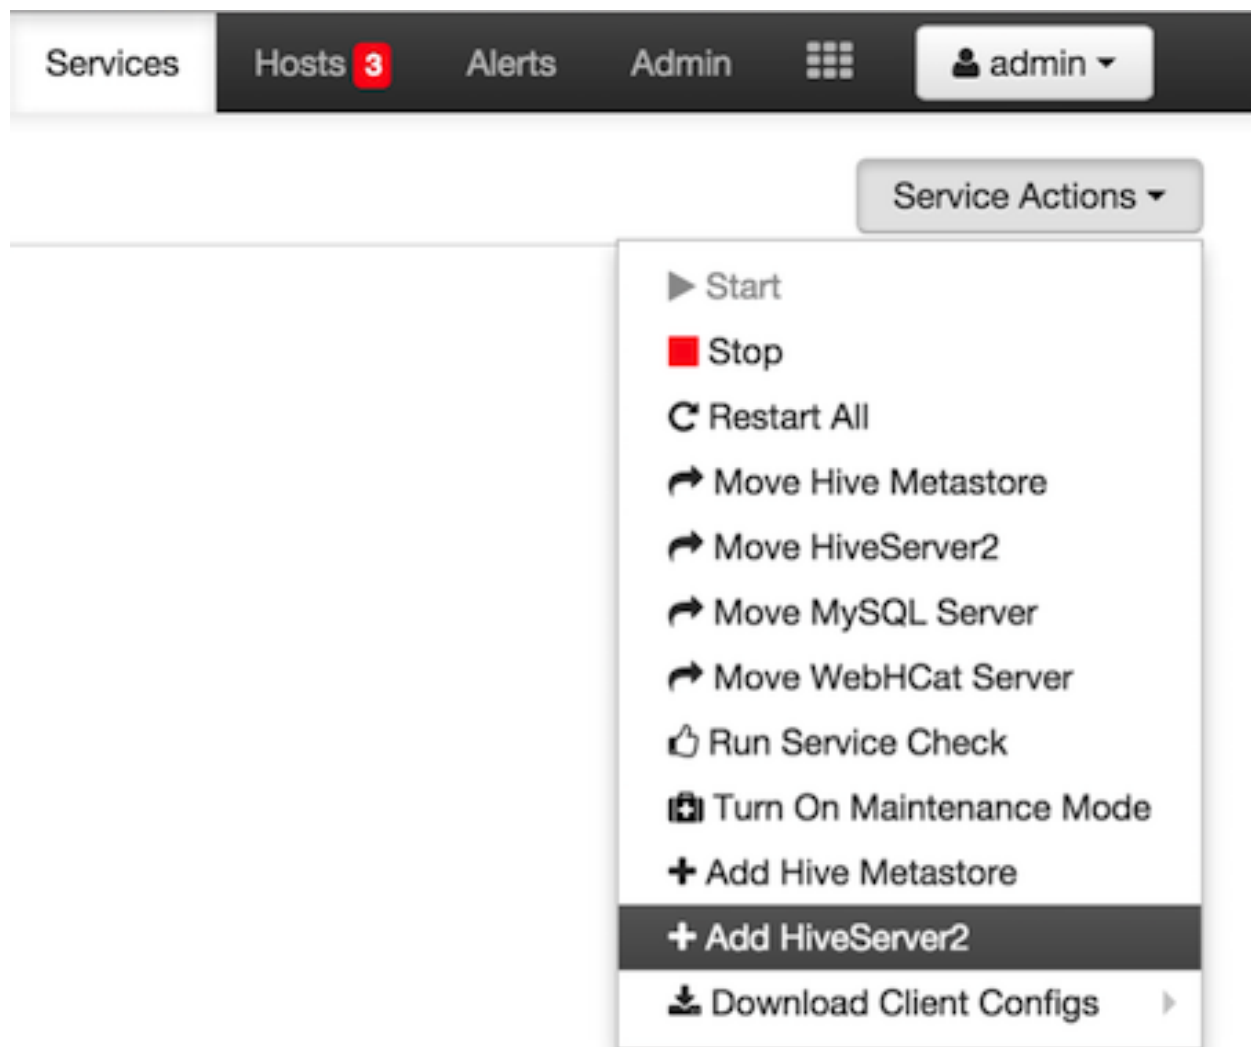 Services Hosts 3 Alerts Admin admin
Service Actions
Start
Stop
Restart All
Move Hive Metastore
Move HiveServer2
Move MySQL Server
Move WebHCat Server
Run Service Check
Turn On Maintenance Mode
Add Hive Metastore
Add HiveServer2
Download Client Configs